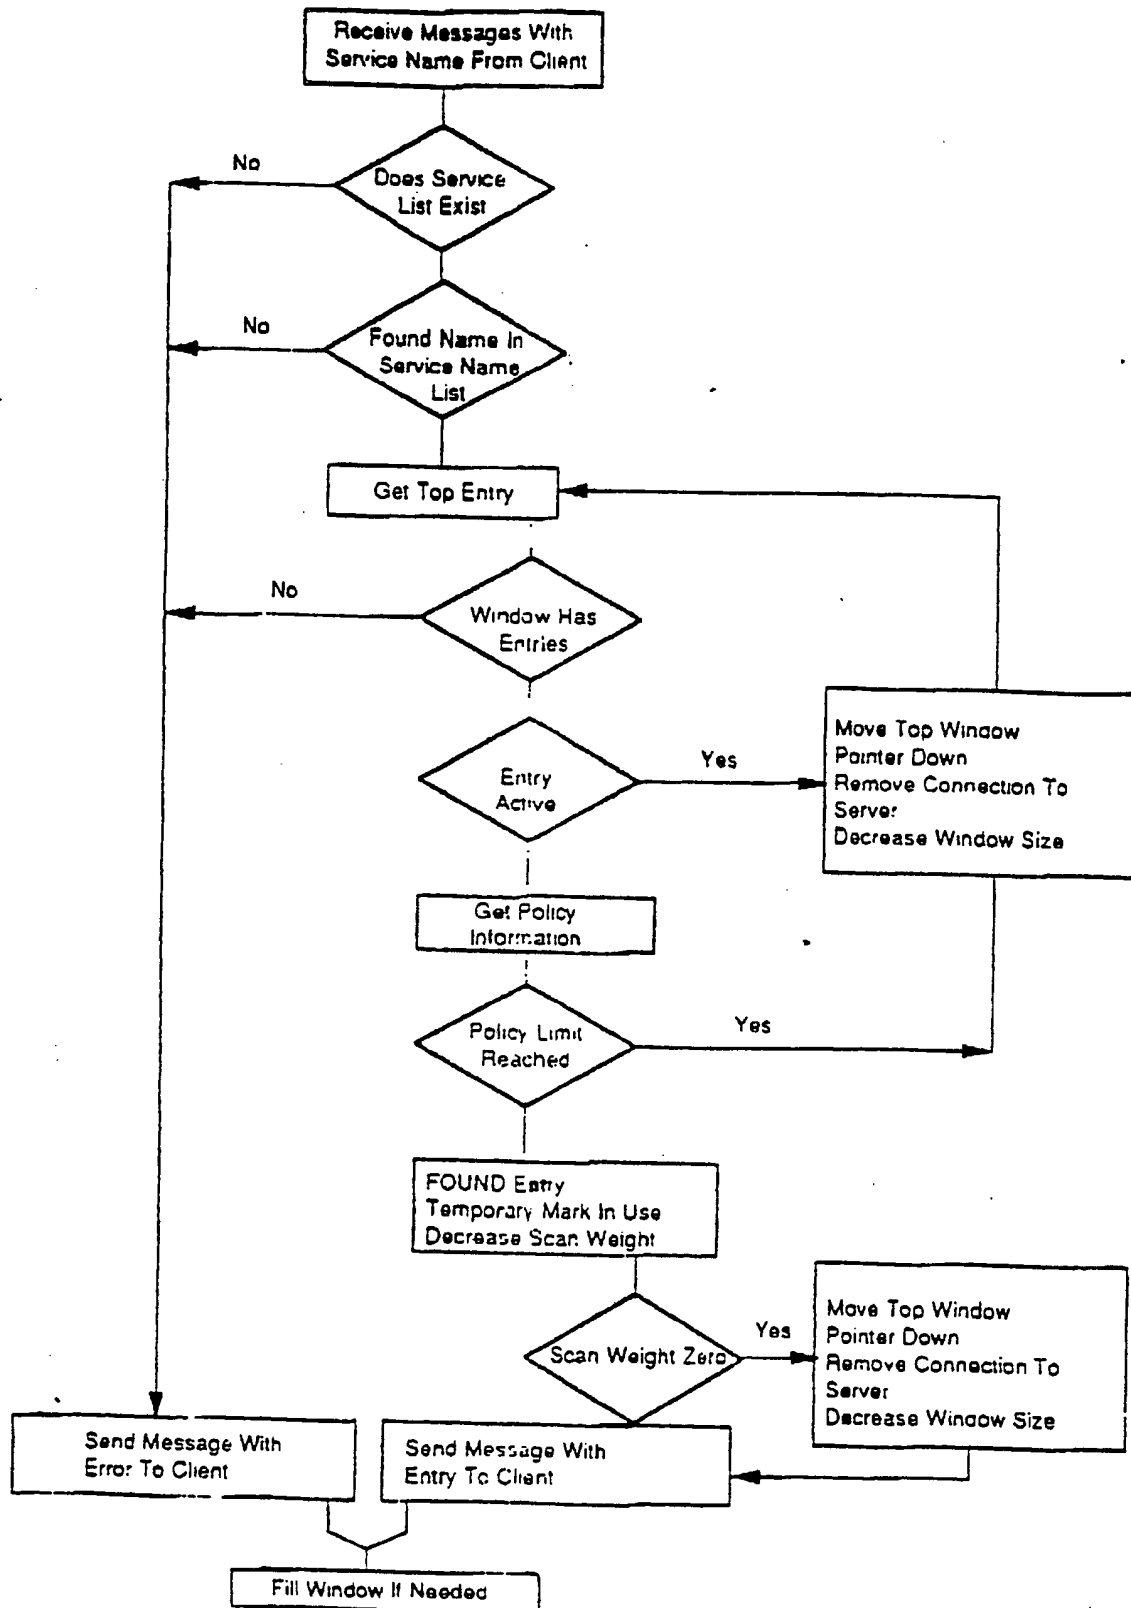 Receive Messages With
Service Name From Client
No
Does Service
List Exist
No
Found Name In
Service Name
List
Get Top Entry
No
Window Has
Entries
Entry
Active
Yes
Move Top Window
Pointer Down
Remove Connection To
Server
Decrease Window Size
Get Policy
Information
Policy Limit
Reached
Yes
FOUND Entry
Temporary Mark In Use
Decrease Scan Weight
Scan Weight Zero
Yes
Move Top Window
Pointer Down
Remove Connection To
Server
Decrease Window Size
Send Message With
Error To Client
Send Message With
Entry To Client
Fill Window If Needed